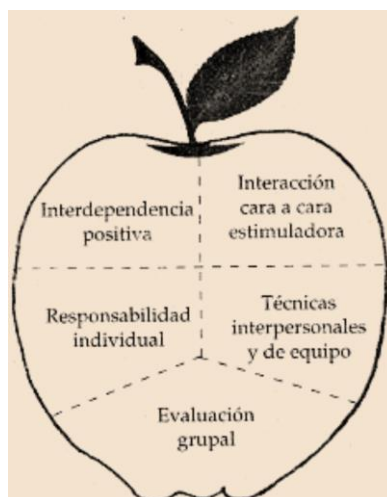 Interdependencia
positiva
Interacción
cara a cara
estimuladora
Responsabilidad
individual
Técnicas
interpersonales
y de equipo
Evaluación
grupal